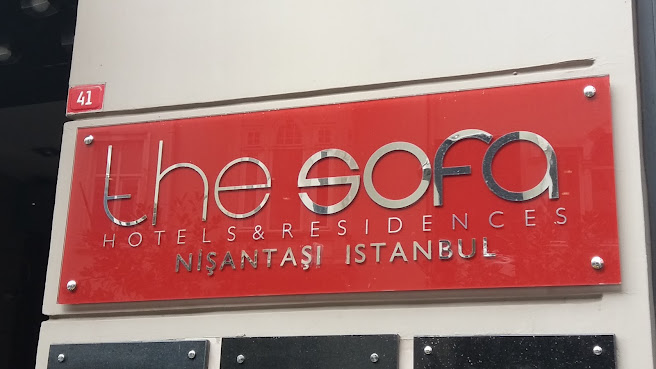 41
the sofa
HOTELS & RESIDENCES
NİŞANTAŞI ISTANBUL